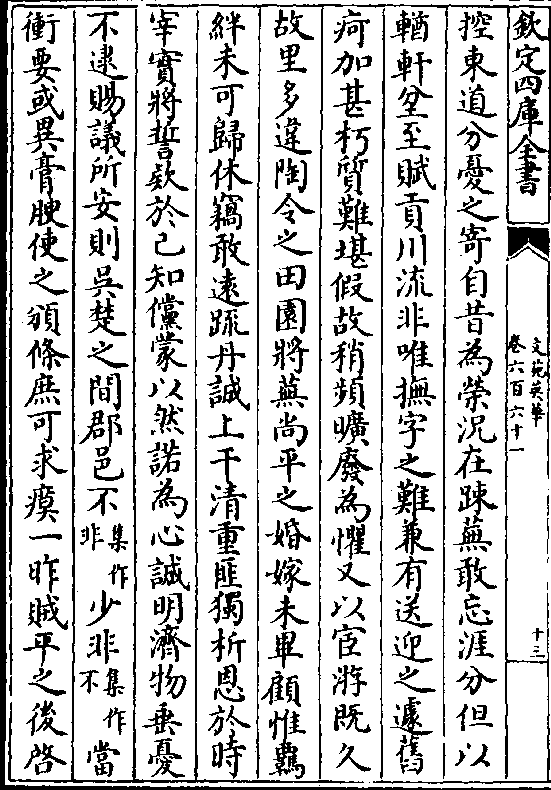 欽定四庫全書
文苑英華
卷六百六十一
十三
控東道分憂之寄自昔為榮況在踈蕪敢忘涯分但以
輶軒坌至賦貢川流非唯撫字之難兼有送迎之遽舊
疴加甚朽質難堪假故稍頻曠廢為懼又以宦游既久
故里多違陶令之田園將蕪尚平之婚嫁未畢顧惟羈
絆未可歸休竊敢遠疏丹誠上干清重匪獨析恩於時
宰實將誓欵於己知儻蒙以然諾為心誠明濟物垂憂
不逮賜議所安則吳楚之間郡邑不集作非少非集作不當
衝要或異膏腴使之頒條庶可求瘼一昨賊平之後啓